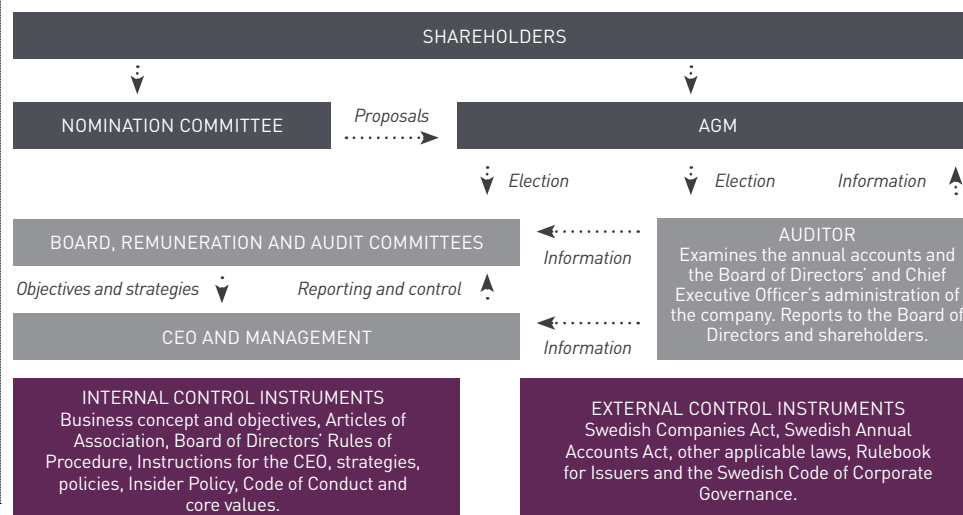 SHAREHOLDERS
NOMINATION COMMITTEE
Proposals
AGM
Election
Election
Information
BOARD, REMUNERATION AND AUDIT COMMITTEES
Information
AUDITOR
Examines the annual accounts and
the Board of Directors’ and Chief
Executive Officer’s administration of
the company. Reports to the Board of
Directors and shareholders.
Objectives and strategies
Reporting and control
CEO AND MANAGEMENT
Information
INTERNAL CONTROL INSTRUMENTS
Business concept and objectives, Articles of
Association, Board of Directors’ Rules of
Procedure, Instructions for the CEO, strategies,
policies, Insider Policy, Code of Conduct and
core values.
EXTERNAL CONTROL INSTRUMENTS
Swedish Companies Act, Swedish Annual
Accounts Act, other applicable laws, Rulebook
for Issuers and the Swedish Code of Corporate
Governance.